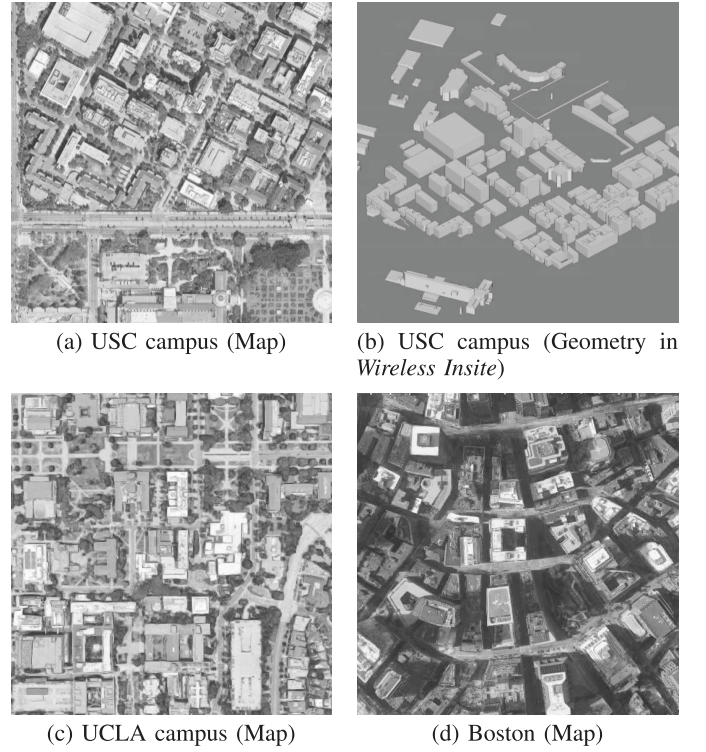 (a) USC campus (Map)
(b) USC campus (Geometry in
Wireless Insite)
(c) UCLA campus (Map)
(d) Boston (Map)